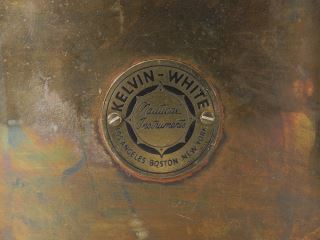 KELVIN-WHITE
Nautical
Instruments
LOS ANGELES BOSTON NEW YORK